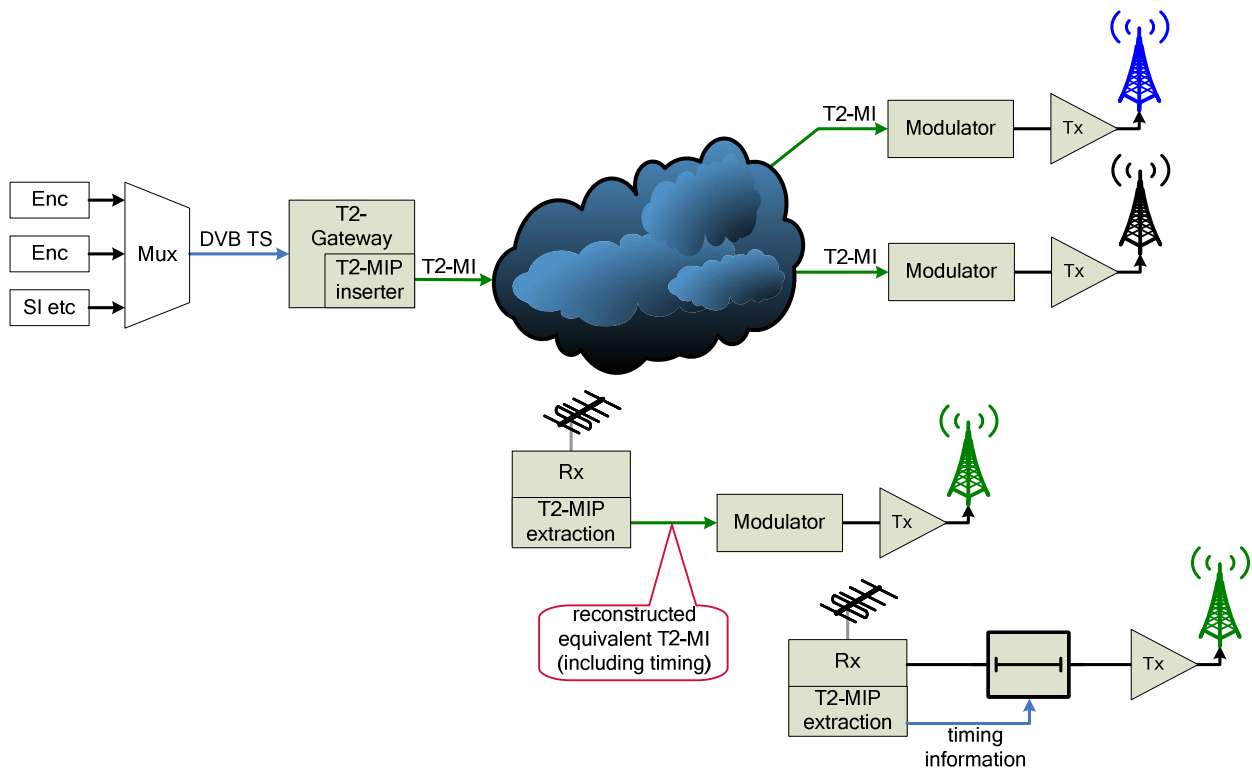 T2-MI
Modulator
Tx
Enc
Enc
SI etc
Mux
DVB TS
T2-
Gateway
T2-MIP
inserter
T2-MI
T2-MI
Modulator
Tx
Rx
T2-MIP
extraction
Modulator
Tx
reconstructed
equivalent T2-MI
(including timing)
Rx
T2-MIP
extraction
timing
information
Tx